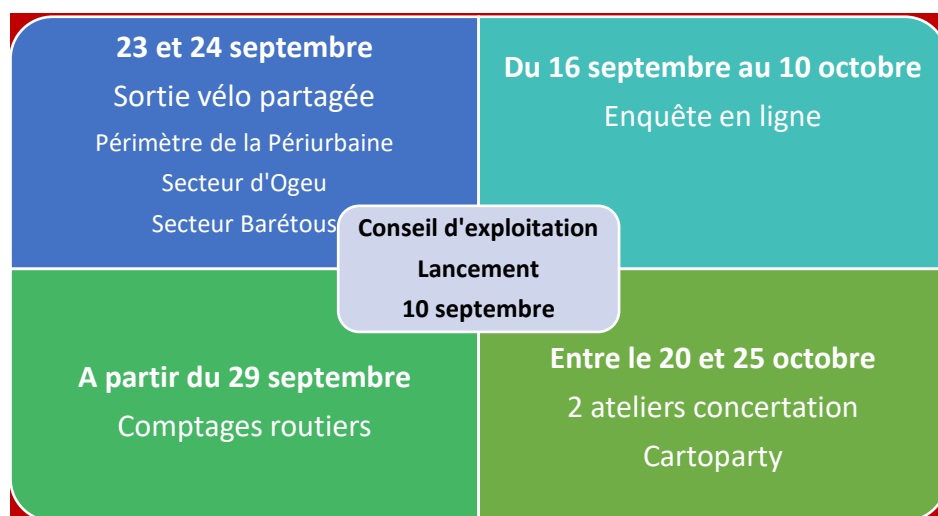 23 et 24 septembre
Sortie vélo partagée
Périmètre de la Périurbaine
Secteur d'Ogeu
Secteur Barétous
Du 16 septembre au 10 octobre
Enquête en ligne
Conseil d'exploitation
Lancement
10 septembre
A partir du 29 septembre
Comptages routiers
Entre le 20 et 25 octobre
2 ateliers concertation
Cartoparty